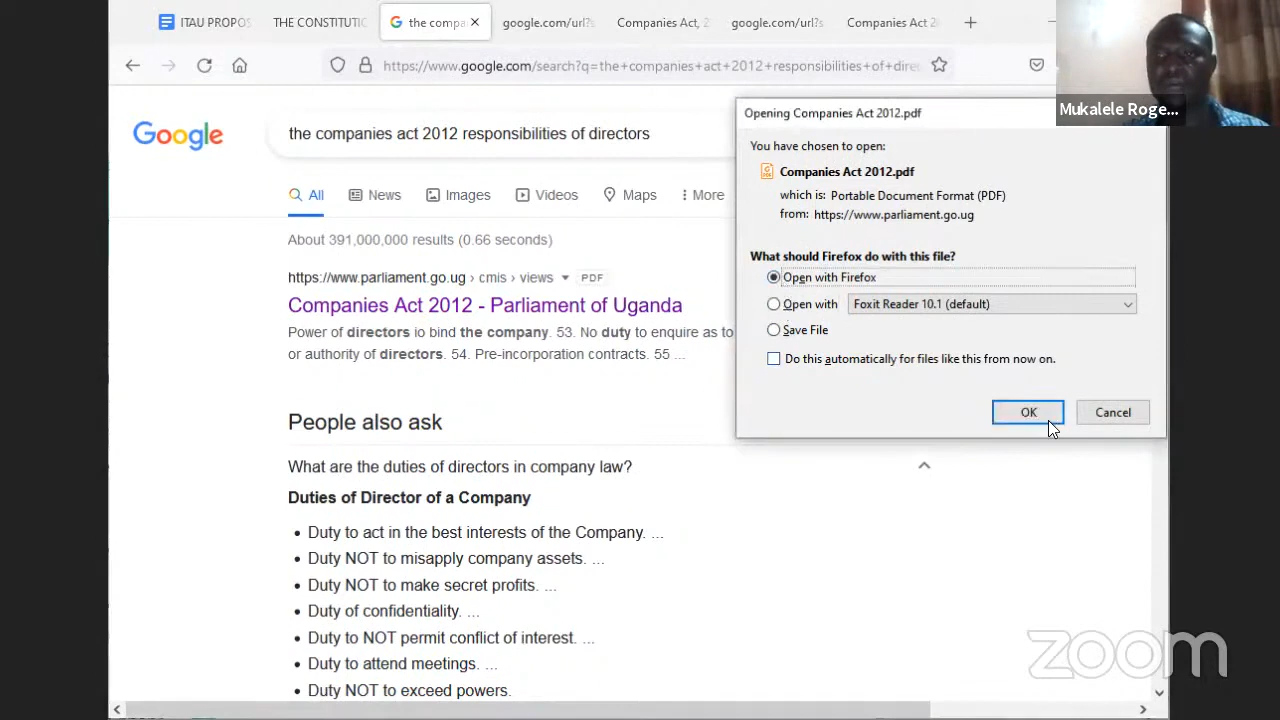 ITAU PROPOS
THE CONSTITUTIO
the compa
google.com/url?s
Companies Act, 2
google.com/url?s
Companies Act 20
https://www.google.com/search?q=the+companies+act+2012+responsibilities+of+dire
Mukalele Roge...
Google
the companies act 2012 responsibilities of directors
All
News
Images
Videos
Maps
More
About 391,000,000 results (0.66 seconds)
https://www.parliament.go.ug › cmis › views
PDF
Companies Act 2012 - Parliament of Uganda
Power of directors is bind the company. 53. No duty to enquire as to
or authority of directors. 54. Pre-incorporation contracts. 55 ...
People also ask
What are the duties of directors in company law?
Duties of Director of a Company
• Duty to act in the best interests of the Company. ...
• Duty NOT to misapply company assets. ...
• Duty NOT to make secret profits. ...
• Duty of confidentiality. ...
• Duty to NOT permit conflict of interest. ...
• Duty to attend meetings. ...
• Duty NOT to exceed powers.
Opening Companies Act 2012.pdf
You have chosen to open:
Companies Act 2012.pdf
which is: Portable Document Format (PDF)
from: https://www.parliament.go.ug
What should Firefox do with this file?
Open with Firefox
Open with Foxit Reader 10.1 (default)
Save File
Do this automatically for files like this from now on.
OK
Cancel
zoom